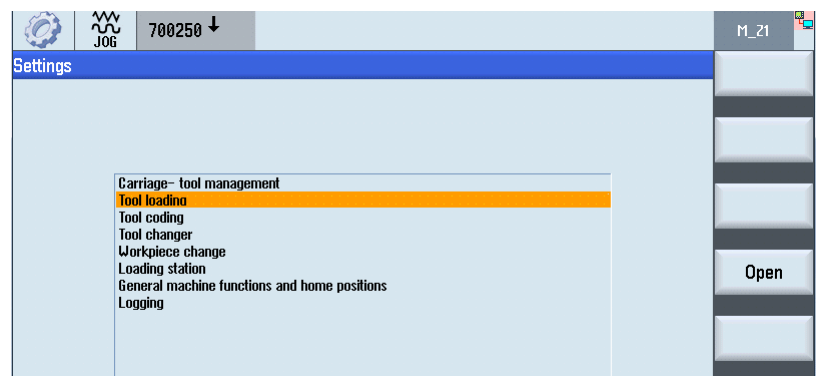 JOG
700250
M_Z1
Settings
Carriage- tool management
Tool loading
Tool coding
Tool changer
Workpiece change
Loading station
General machine functions and home positions
Logging
Open